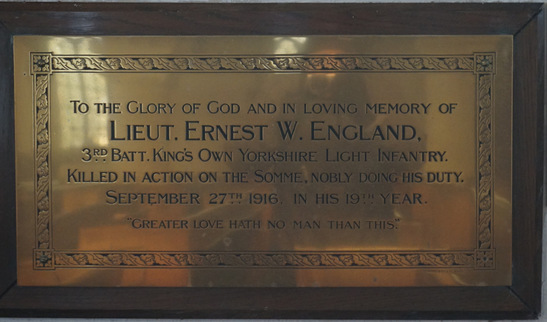 TO THE GLORY OF GOD AND IN LOVING MEMORY OF
LIEUT. ERNEST W. ENGLAND,
3RD BATT. KING'S OWN YORKSHIRE LIGHT INFANTRY.
KILLED IN ACTION ON THE SOMME, NOBLY DOING HIS DUTY.
SEPTEMBER 27TH 1916. IN HIS 19TH YEAR.
"GREATER LOVE HATH NO MAN THAN THIS."